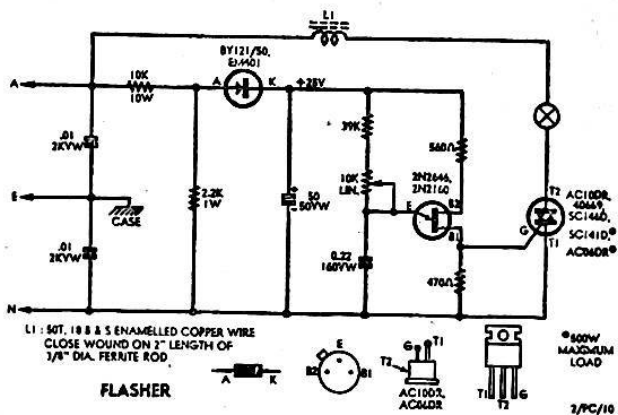 L1
BY121/50,
EM401
A
10K
10W
A
K
+25V
.01
2KVW
39K
560Ω
10K
LIN.
2N2646,
2N2160
E
B2
B1
T2
G
T1
AC10DR,
40669,
SC146D,
SC141D,*
AC06DR*
E
CASE
2.2K
1W
50
50VW
.01
2KVW
0.22
160VW
470Ω
N
L1 : 50T, 18 B & S ENAMELLED COPPER WIRE
CLOSE WOUND ON 2" LENGTH OF
3/8" DIA. FERRITE ROD
FLASHER
A
K
E
B2
B1
G
T1
T2
AC10DR,
AC06DR
T1
T2
G
*500W
MAXIMUM
LOAD
2/PC/10